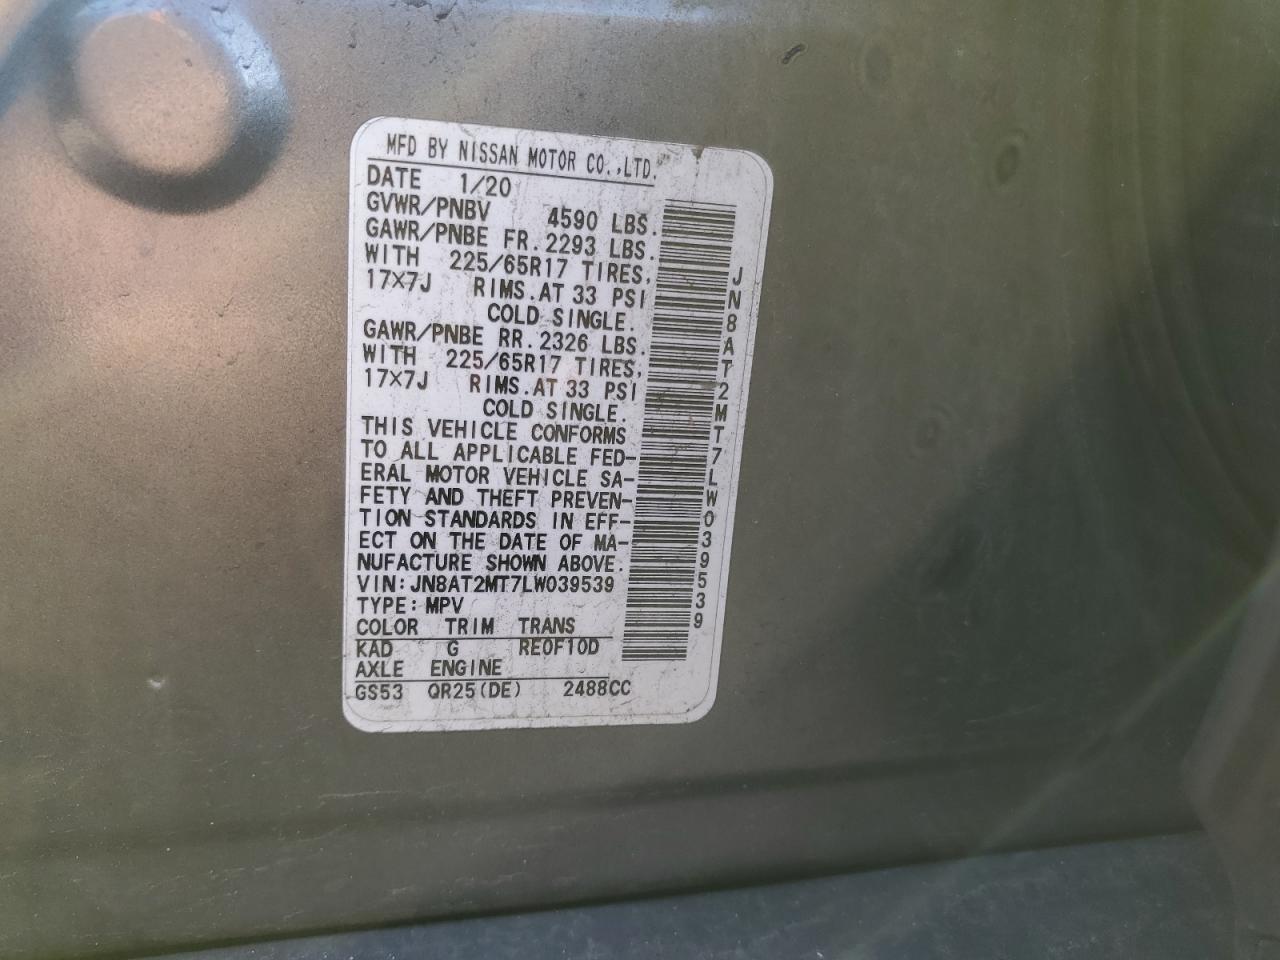 MFD BY NISSAN MOTOR CO.,LTD.
DATE 1/20
GVWR/PNBV 4590 LBS.
GAWR/PNBE FR. 2293 LBS.
WITH 225/65R17 TIRES,
17×7J RIMS. AT 33 PSI
COLD SINGLE.
GAWR/PNBE RR. 2326 LBS.
WITH 225/65R17 TIRES,
17×7J RIMS. AT 33 PSI
COLD SINGLE.
THIS VEHICLE CONFORMS
TO ALL APPLICABLE FED-
ERAL MOTOR VEHICLE SA-
FETY AND THEFT PREVEN-
TION STANDARDS IN EFF-
ECT ON THE DATE OF MA-
NUFACTURE SHOWN ABOVE.
VIN: JN8AT2MT7LW039539
TYPE: MPV
COLOR TRIM TRANS
KAD G RE0F10D
AXLE ENGINE
GS53 QR25(DE) 2488CC
JN8AT2MT7LW039539